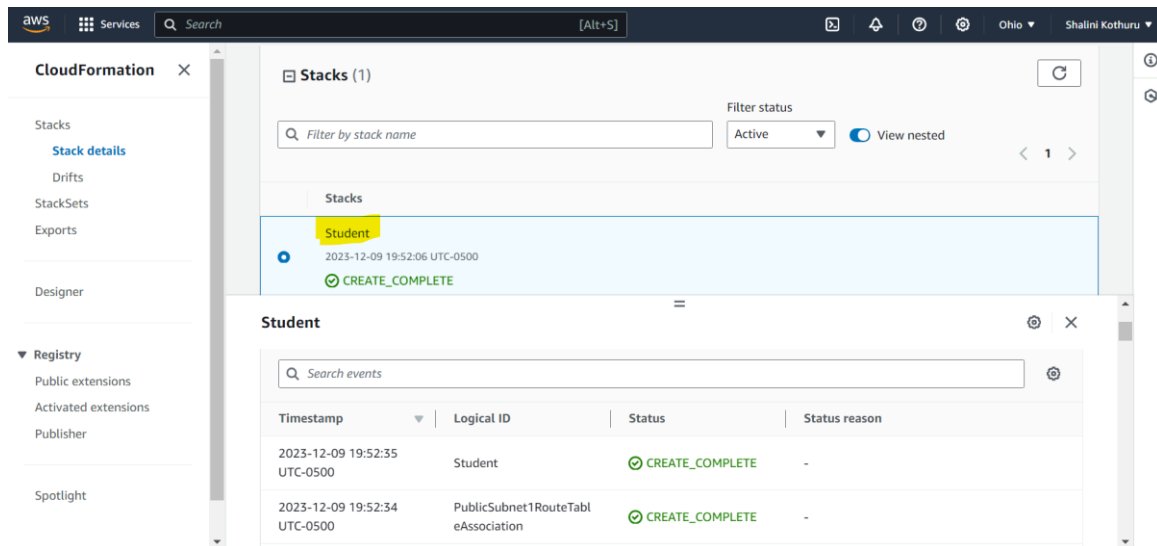 aws
Services
Search
[Alt+S]
Ohio
Shalini Kothuru
CloudFormation
Stacks
Stack details
Drifts
StackSets
Exports
Designer
Registry
Public extensions
Activated extensions
Publisher
Spotlight
Stacks (1)
Filter status
Filter by stack name
Active
View nested
1
Stacks
Student
2023-12-09 19:52:06 UTC-0500
CREATE_COMPLETE
Student
Search events
Timestamp
Logical ID
Status
Status reason
2023-12-09 19:52:35
UTC-0500
Student
CREATE_COMPLETE
-
2023-12-09 19:52:34
UTC-0500
PublicSubnet1RouteTabl
eAssociation
CREATE_COMPLETE
-